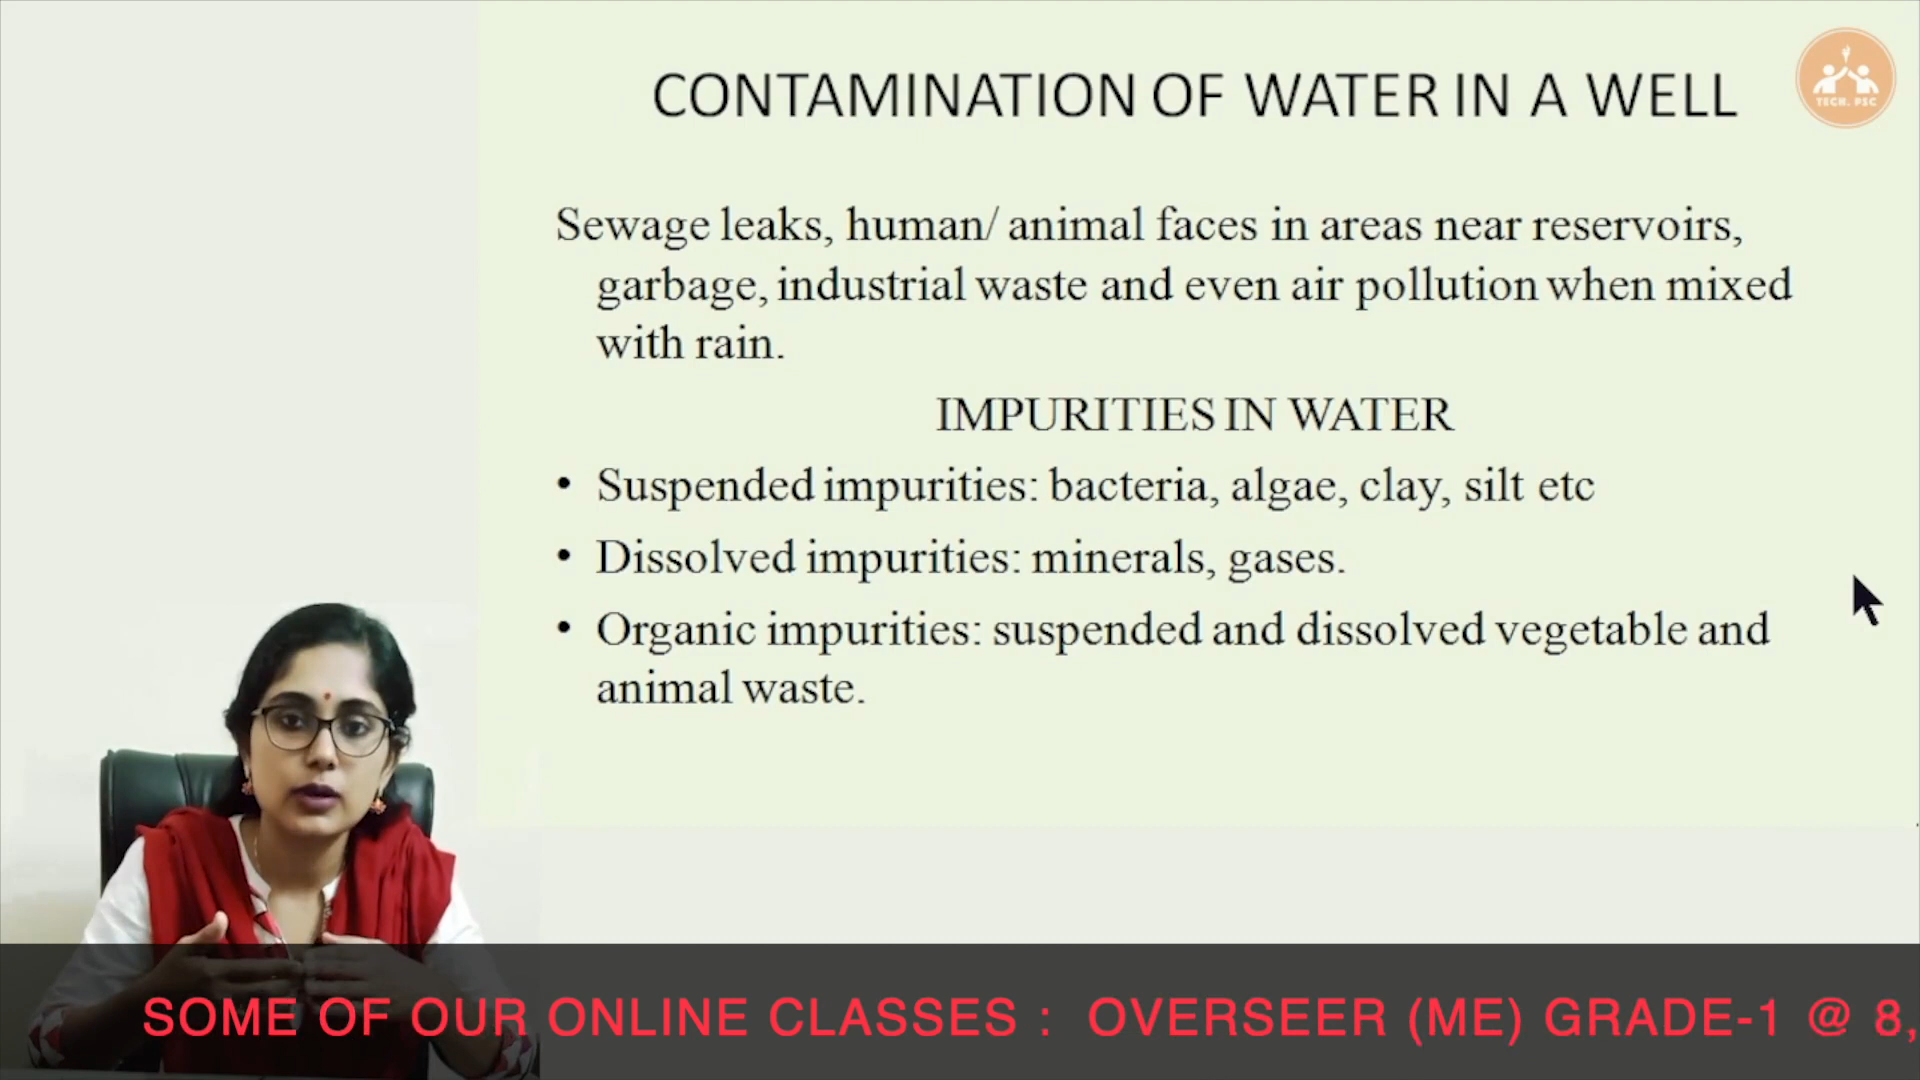 CONTAMINATION OF WATER IN A WELL
TECH. PSC
Sewage leaks, human/ animal faces in areas near reservoirs,
garbage, industrial waste and even air pollution when mixed
with rain.
IMPURITIES IN WATER
• Suspended impurities: bacteria, algae, clay, silt etc
• Dissolved impurities: minerals, gases.
• Organic impurities: suspended and dissolved vegetable and
animal waste.
SOME OF OUR ONLINE CLASSES : OVERSEER (ME) GRADE-1 @ 8,